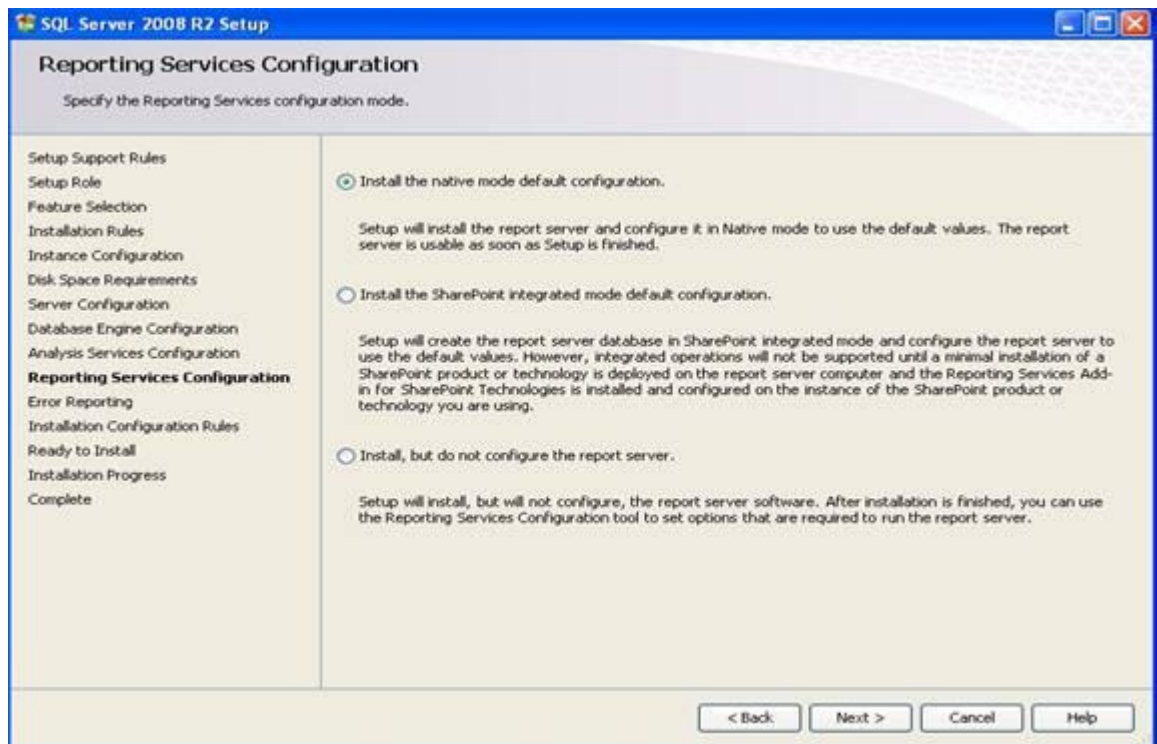 SQL Server 2008 R2 Setup
Reporting Services Configuration
Specify the Reporting Services configuration mode.
Setup Support Rules
Setup Role
Feature Selection
Installation Rules
Instance Configuration
Disk Space Requirements
Server Configuration
Database Engine Configuration
Analysis Services Configuration
Reporting Services Configuration
Error Reporting
Installation Configuration Rules
Ready to Install
Installation Progress
Complete
Install the native mode default configuration.
Setup will install the report server and configure it in Native mode to use the default values. The report
server is usable as soon as Setup is finished.
Install the SharePoint integrated mode default configuration.
Setup will create the report server database in SharePoint integrated mode and configure the report server to
use the default values. However, integrated operations will not be supported until a minimal installation of a
SharePoint product or technology is deployed on the report server computer and the Reporting Services Add-
in for SharePoint Technologies is installed and configured on the instance of the SharePoint product or
technology you are using.
Install, but do not configure the report server.
Setup will install, but will not configure, the report server software. After installation is finished, you can use
the Reporting Services Configuration tool to set options that are required to run the report server.
< Back
Next >
Cancel
Help